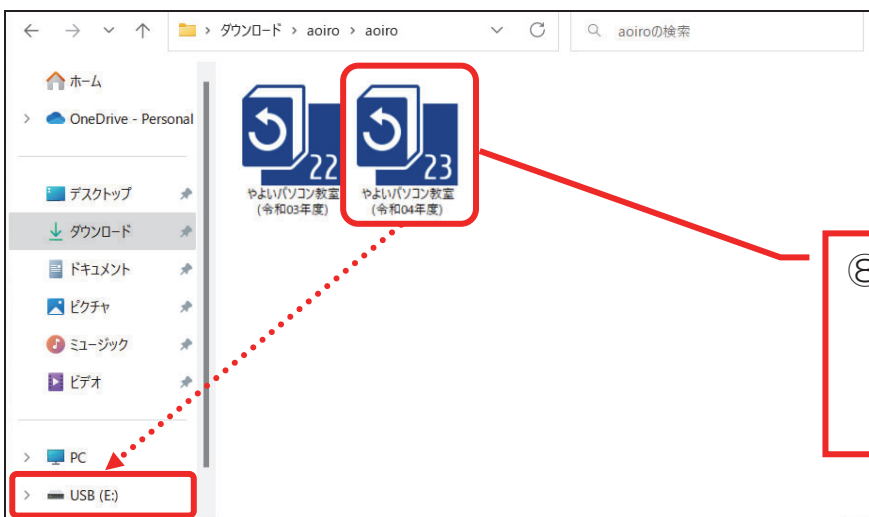 ダウンロード › aoiro › aoiro
aoiroの検索
ホーム
OneDrive - Personal
デスクトップ
ダウンロード
ドキュメント
ピクチャ
ミュージック
ビデオ
PC
USB (E:)
22
やよいパソコン教室
(令和03年度)
23
やよいパソコン教室
(令和04年度)
⑧